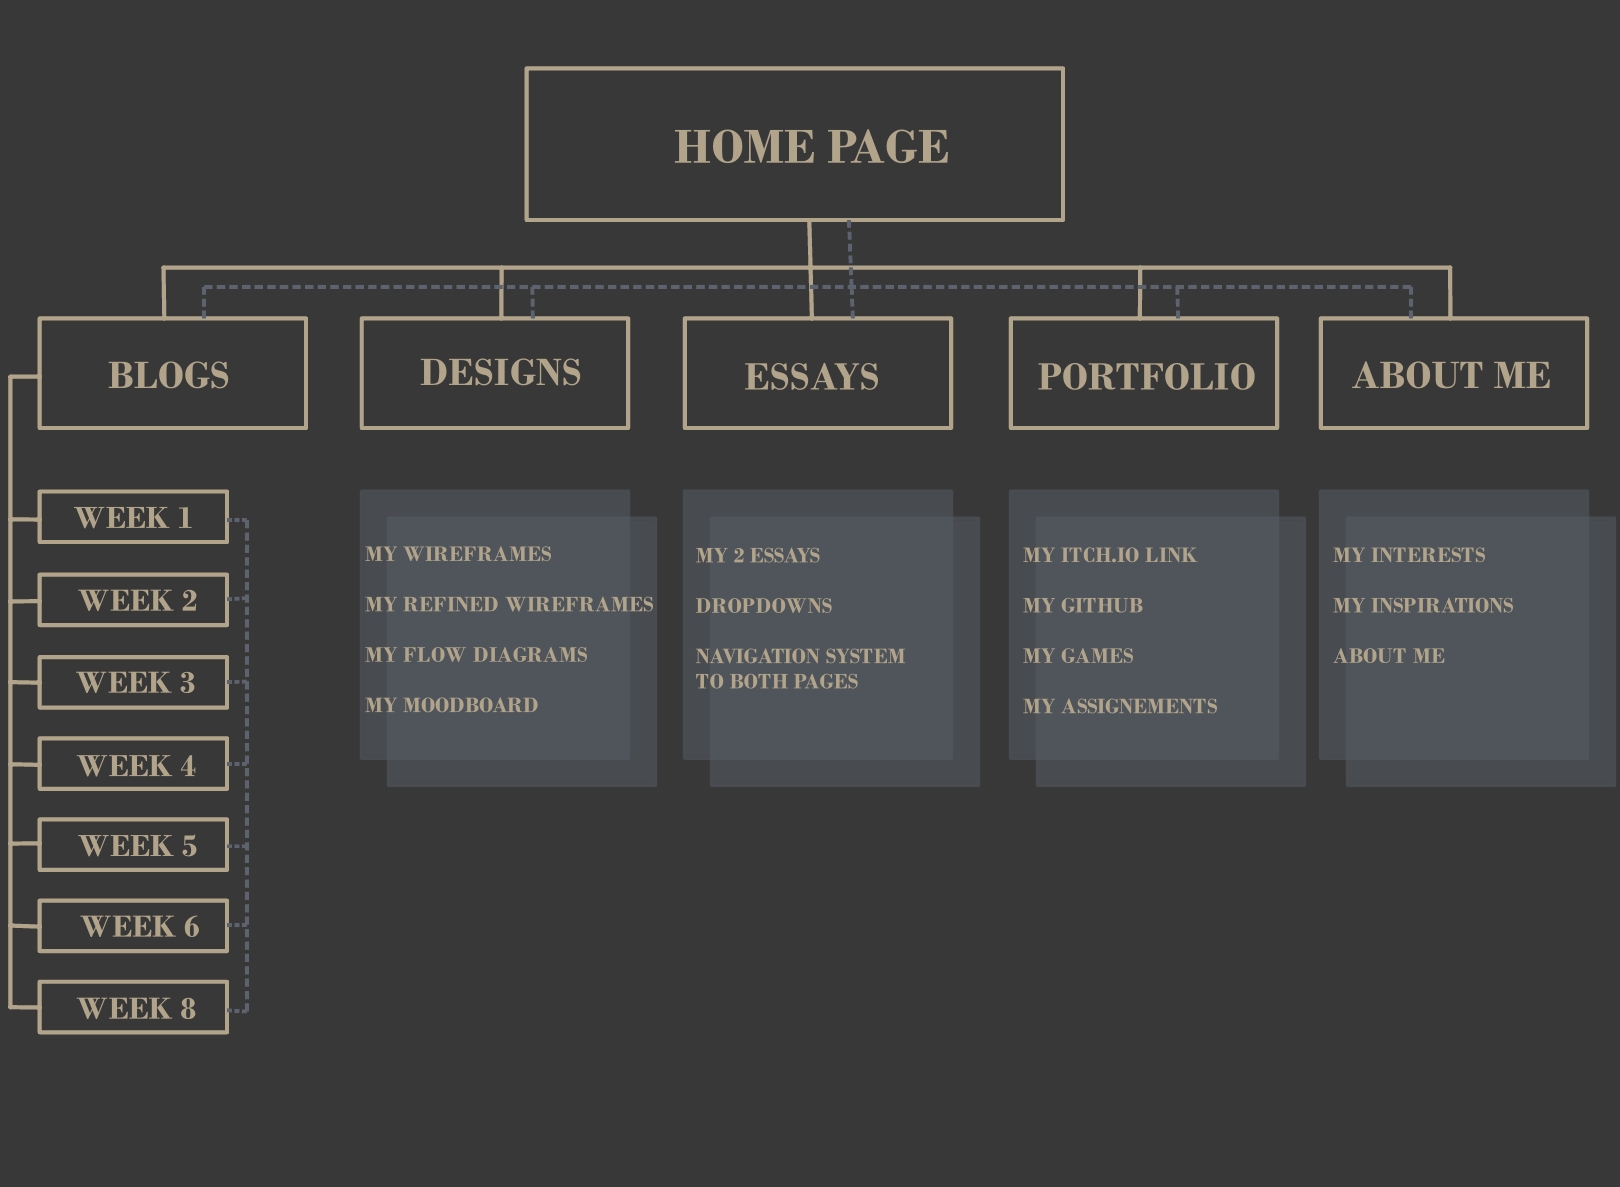 HOME PAGE
BLOGS
DESIGNS
ESSAYS
PORTFOLIO
ABOUT ME
WEEK 1
WEEK 2
WEEK 3
WEEK 4
WEEK 5
WEEK 6
WEEK 8
MY WIREFRAMES
MY REFINED WIREFRAMES
MY FLOW DIAGRAMS
MY MOODBOARD
MY 2 ESSAYS
DROPDOWNS
NAVIGATION SYSTEM
TO BOTH PAGES
MY ITCH.IO LINK
MY GITHUB
MY GAMES
MY ASSIGNEMENTS
MY INTERESTS
MY INSPIRATIONS
ABOUT ME